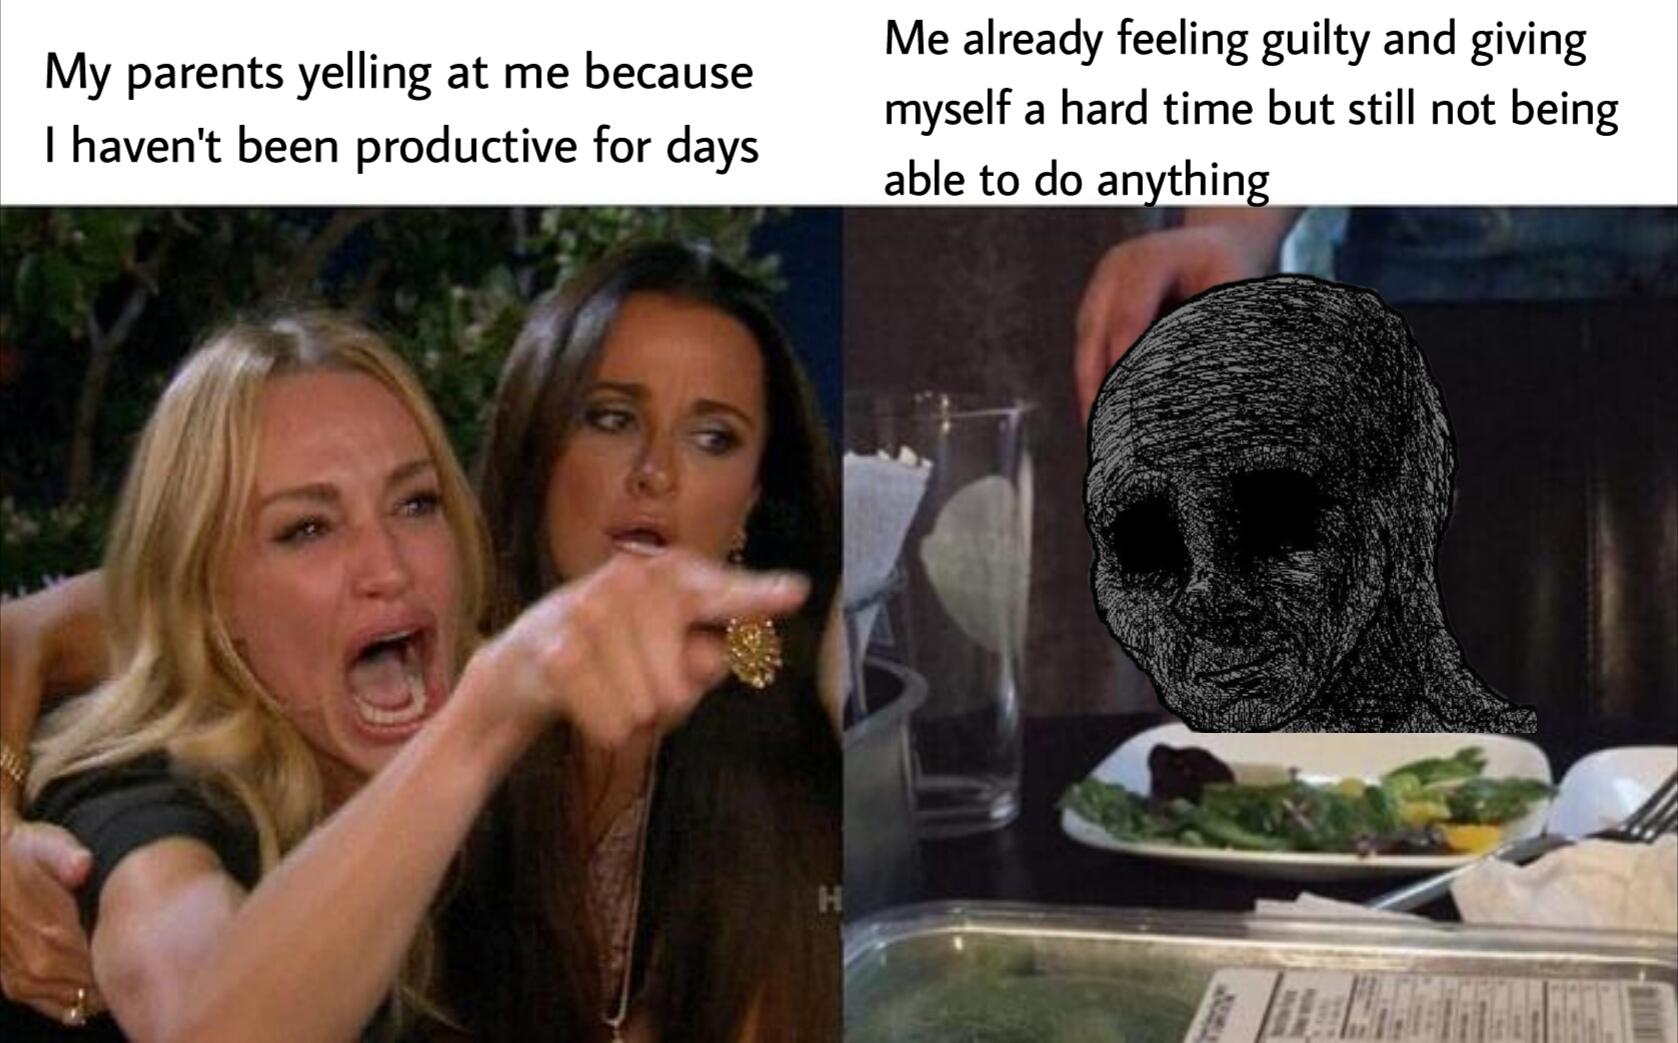 My parents yelling at me because
I haven't been productive for days
Me already feeling guilty and giving
myself a hard time but still not being
able to do anything
H